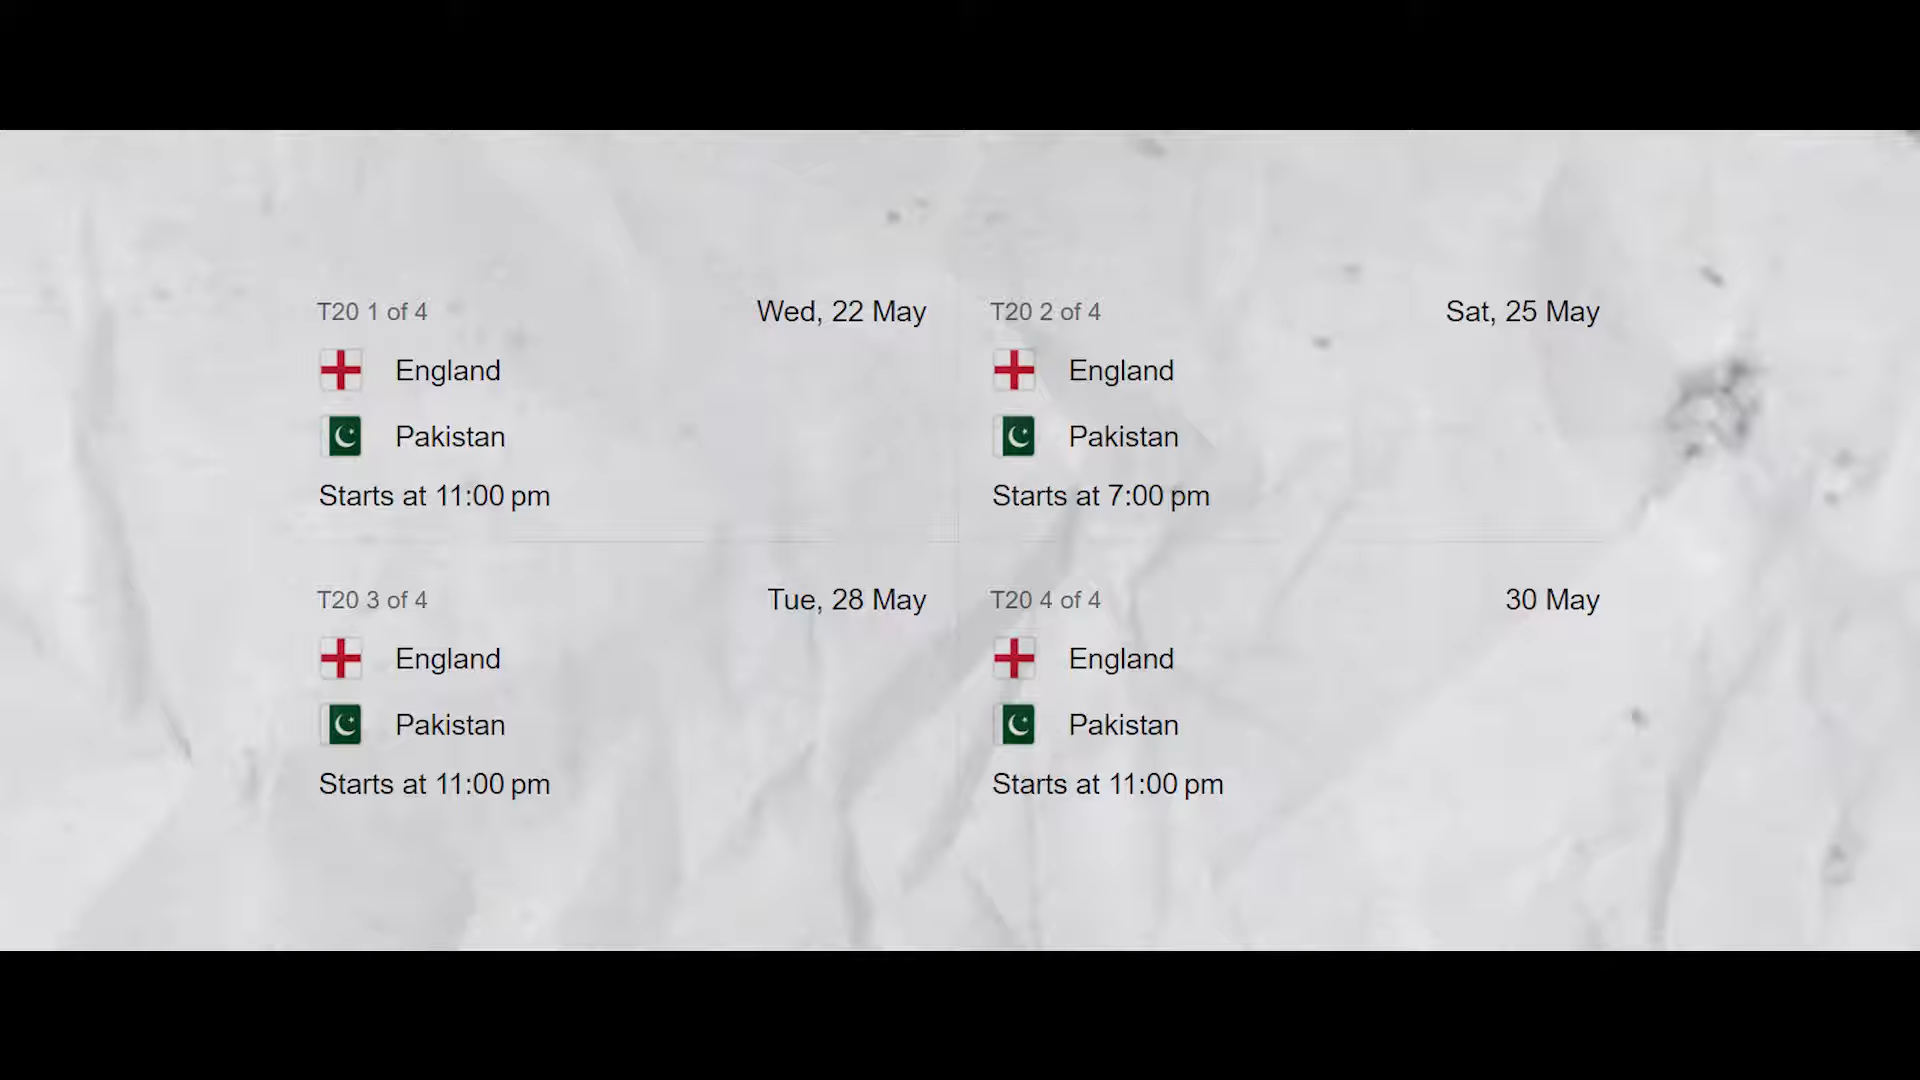 T20 1 of 4
Wed, 22 May
England
Pakistan
Starts at 11:00 pm
T20 2 of 4
Sat, 25 May
England
Pakistan
Starts at 7:00 pm
T20 3 of 4
Tue, 28 May
England
Pakistan
Starts at 11:00 pm
T20 4 of 4
30 May
England
Pakistan
Starts at 11:00 pm